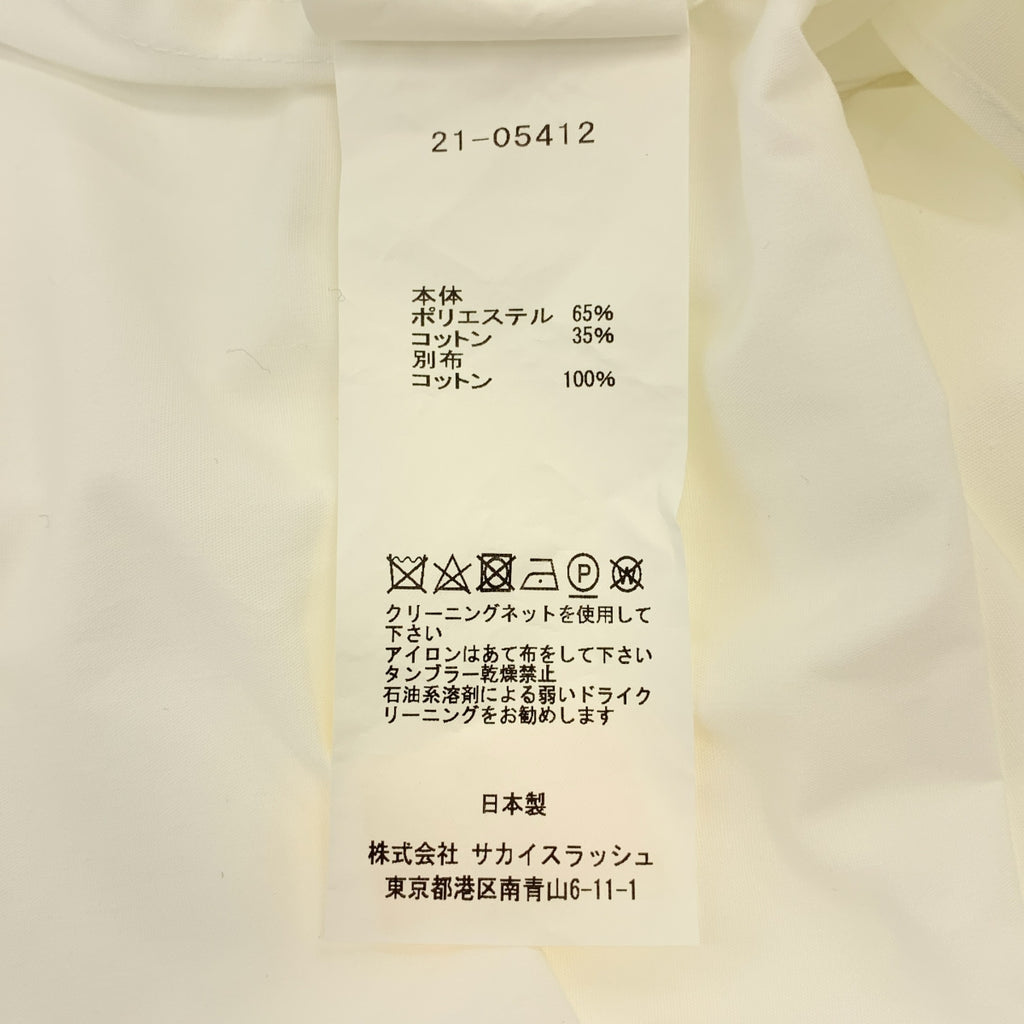 21-05412
本体
ポリエステル 65%
コットン 35%
別布
コットン 100%
P W
クリーニングネットを使用して
下さい
アイロンはあて布をして下さい
タンブラー乾燥禁止
石油系溶剤による弱いドライク
リーニングをお勧めします
日本製
株式会社 サカイスラッシュ
東京都港区南青山6-11-1